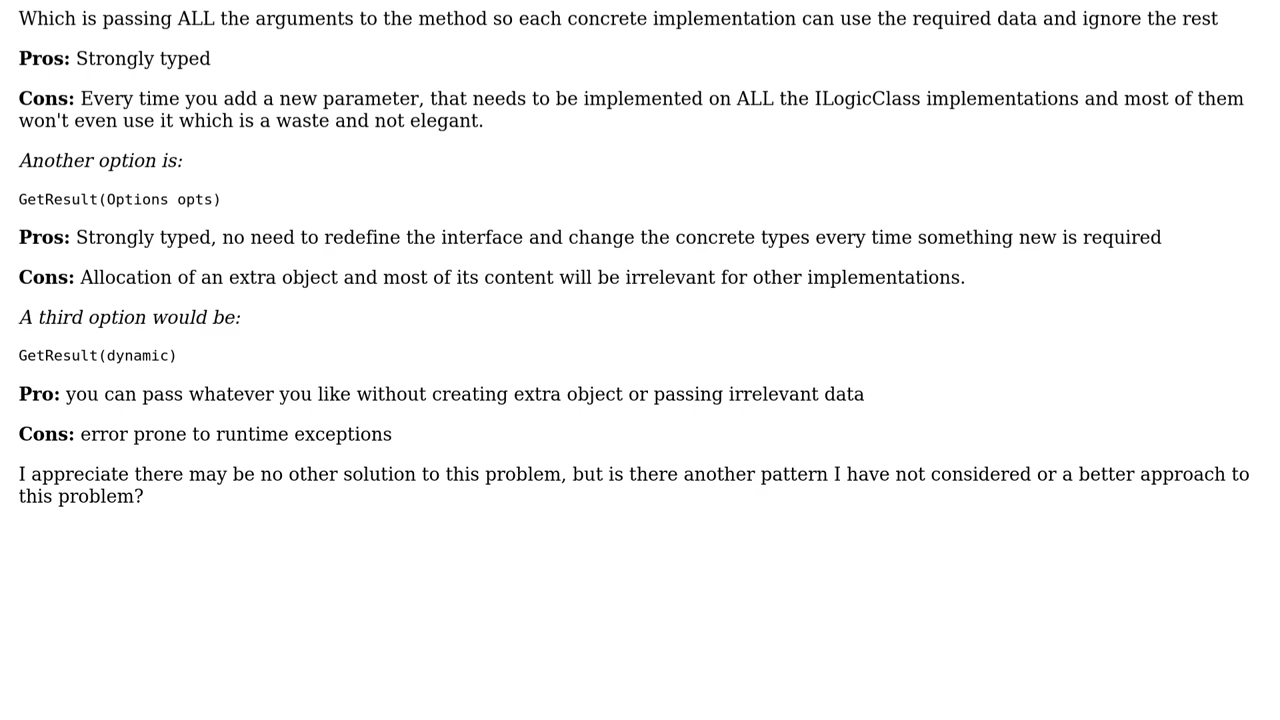 Which is passing ALL the arguments to the method so each concrete implementation can use the required data and ignore the rest
Pros: Strongly typed
Cons: Every time you add a new parameter, that needs to be implemented on ALL the ILogicClass implementations and most of them
won't even use it which is a waste and not elegant.
Another option is:
GetResult(Options opts)
Pros: Strongly typed, no need to redefine the interface and change the concrete types every time something new is required
Cons: Allocation of an extra object and most of its content will be irrelevant for other implementations.
A third option would be:
GetResult(dynamic)
Pro: you can pass whatever you like without creating extra object or passing irrelevant data
Cons: error prone to runtime exceptions
I appreciate there may be no other solution to this problem, but is there another pattern I have not considered or a better approach to
this problem?